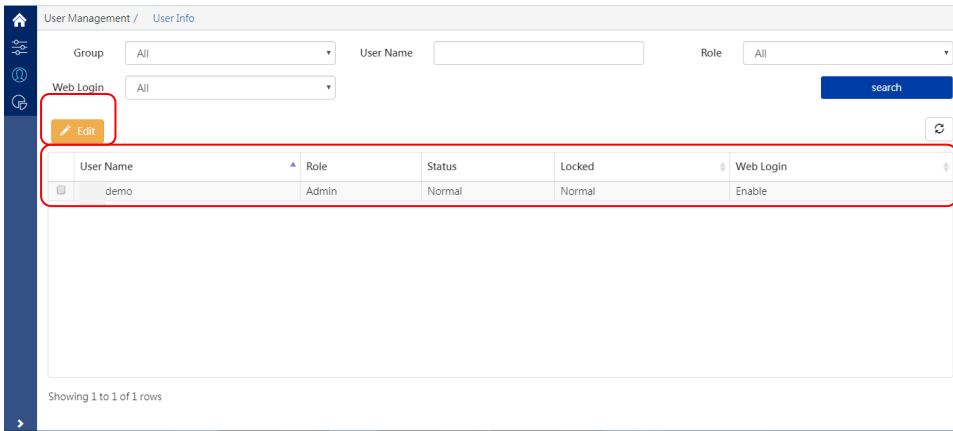 User Management / User Info
Group All User Name Role All
Web Login All search
Edit
User Name Role Status Locked Web Login
demo Admin Normal Normal Enable
Showing 1 to 1 of 1 rows